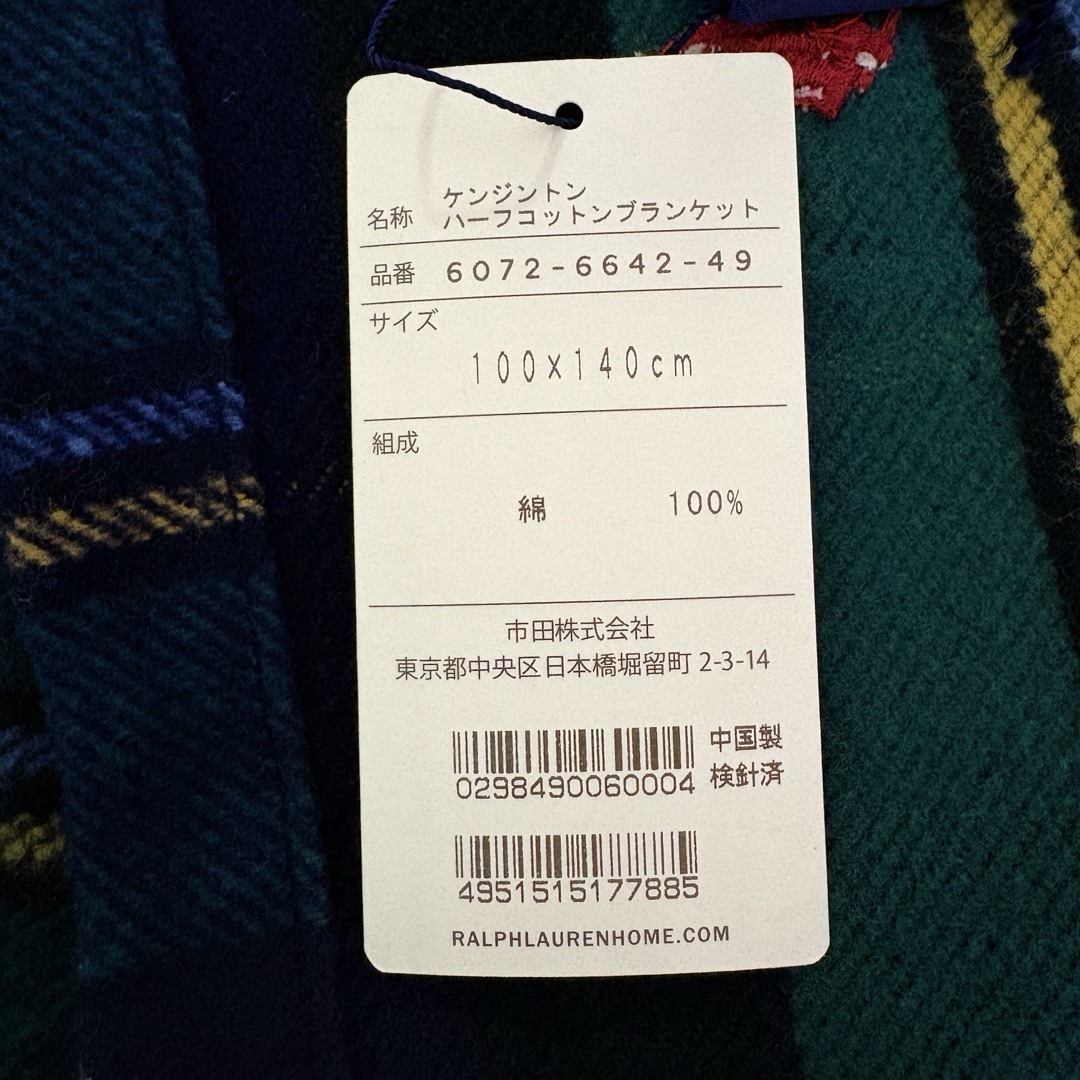 名称 ケンジントン
ハーフコットンブランケット
品番 6072-6642-49
サイズ
100×140cm
組成
綿 100%
市田株式会社
東京都中央区日本橋堀留町 2-3-14
中国製
0298490060004 検針済
4951515177885
RALPHLAURENHOME.COM